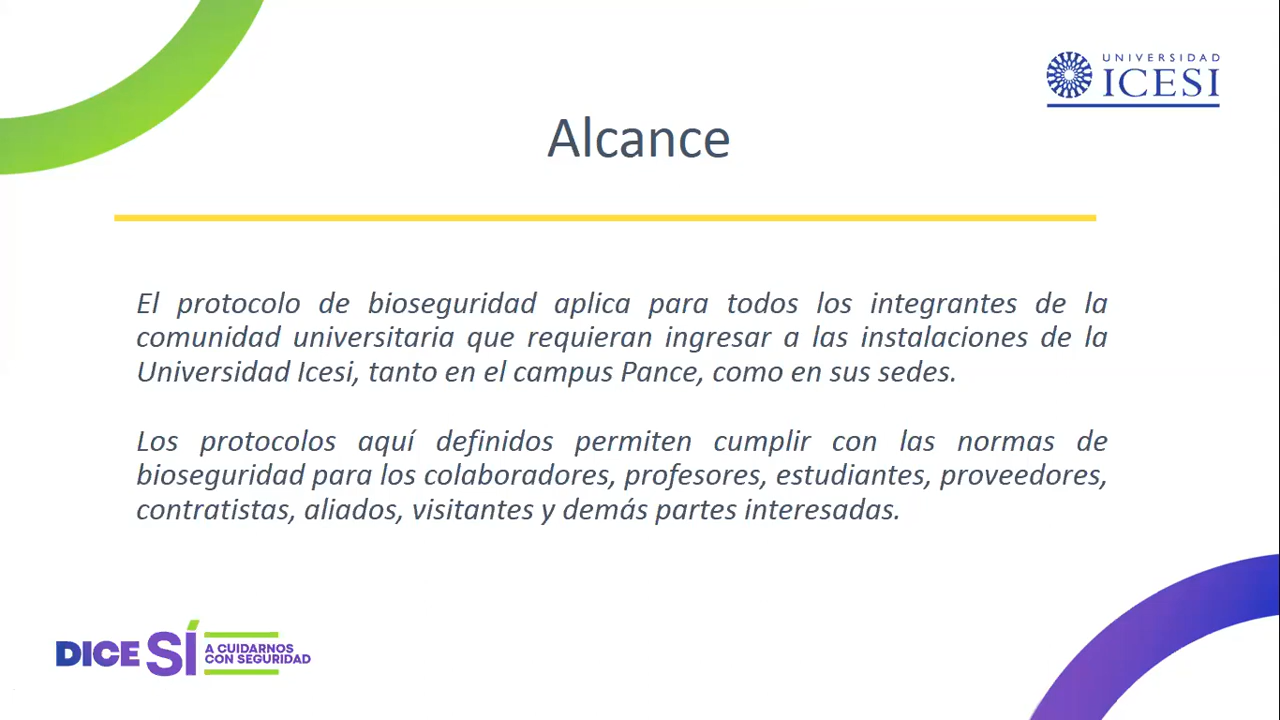 UNIVERSIDAD
ICESI
Alcance
El protocolo de bioseguridad aplica para todos los integrantes de la
comunidad universitaria que requieran ingresar a las instalaciones de la
Universidad Icesi, tanto en el campus Pance, como en sus sedes.
Los protocolos aquí definidos permiten cumplir con las normas de
bioseguridad para los colaboradores, profesores, estudiantes, proveedores,
contratistas, aliados, visitantes y demás partes interesadas.
DICE SÍ
A CUIDARNOS
CON SEGURIDAD